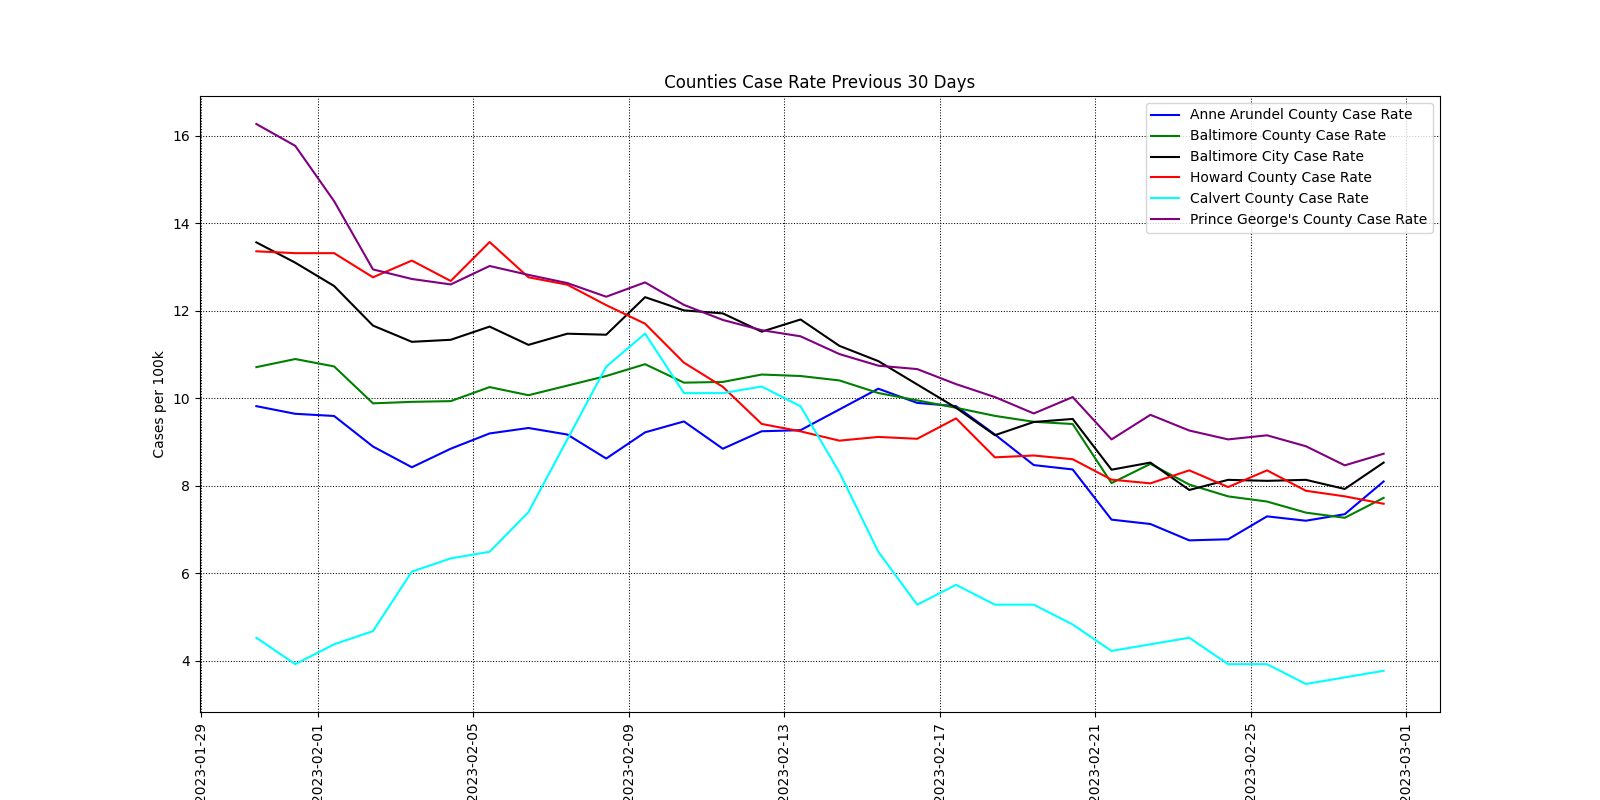 Counties Case Rate Previous 30 Days
Anne Arundel County Case Rate
Baltimore County Case Rate
Baltimore City Case Rate
Howard County Case Rate
Calvert County Case Rate
Prince George's County Case Rate
Cases per 100k
16
14
12
10
8
6
4
2023-01-29
2023-02-01
2023-02-05
2023-02-09
2023-02-13
2023-02-17
2023-02-21
2023-02-25
2023-03-01